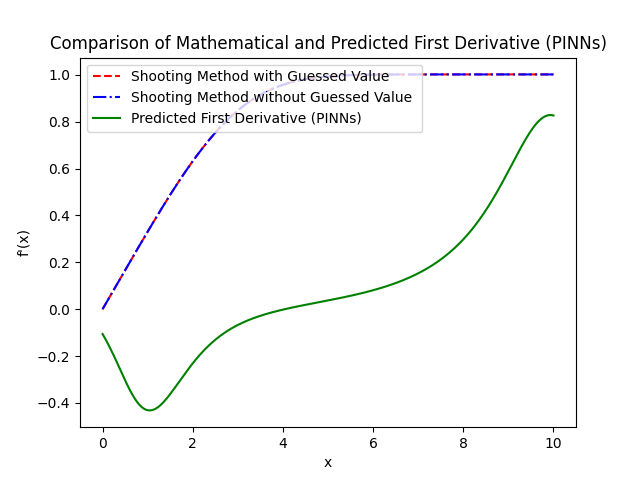 Comparison of Mathematical and Predicted First Derivative (PINNs)
Shooting Method with Guessed Value
Shooting Method without Guessed Value
Predicted First Derivative (PINNs)
1.0
0.8
0.6
0.4
0.2
0.0
−0.2
−0.4
f'(x)
0 2 4 6 8 10
x